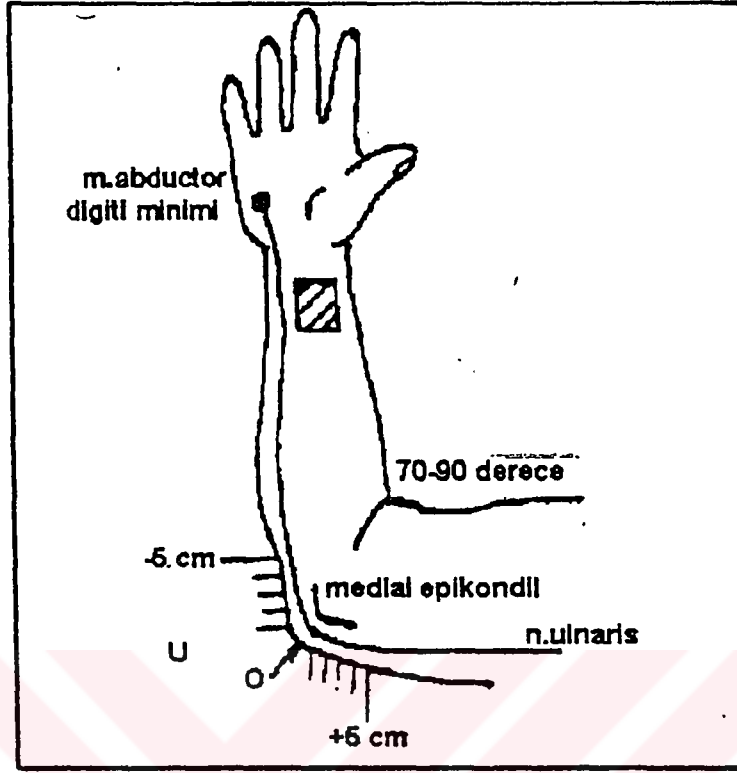 m.abductor
digiti minimi
70-90 derece
-5. cm
medial epikondil
n.ulnaris
U
O
+5 cm